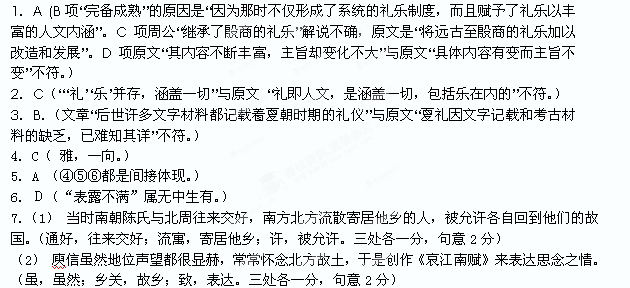 1. A (B 项“完备成熟”的原因是“因为那时不仅形成了系统的礼乐制度，而且赋予了礼乐以丰
富的人文内涵”。C 项周公“继承了殷商的礼乐”解说不确，原文是“将远古至殷商的礼乐加以
改造和发展”。D 项原文“其内容不断丰富，主旨却变化不大”与原文“具体内容有变而主旨不
变”不符。)
2. C (“‘礼’‘乐’并存，涵盖一切”与原文 “礼即人文，是涵盖一切，包括乐在内的”不符。)
3. B. (文章“后世许多文字材料都记载着夏朝时期的礼仪”与原文“夏礼因文字记载和考古材
料的缺乏，已难知其详”不符。)
4. C( 雅，一向。)
5. A (④⑤⑥都是间接体现。)
6. D (“表露不满”属无中生有。)
7. (1) 当时南朝陈氏与北周往来交好，南方北方流散寄居他乡的人，被允许各自回到他们的故
国。(通好，往来交好；流寓，寄居他乡；许，被允许。三处各一分，句意 2 分)
(2) 庾信虽然地位声望都很显赫，常常怀念北方故土，于是创作《哀江南赋》来表达思念之情。
(虽，虽然；乡关，故乡；致，表达。三处各一分，句意 2 分)